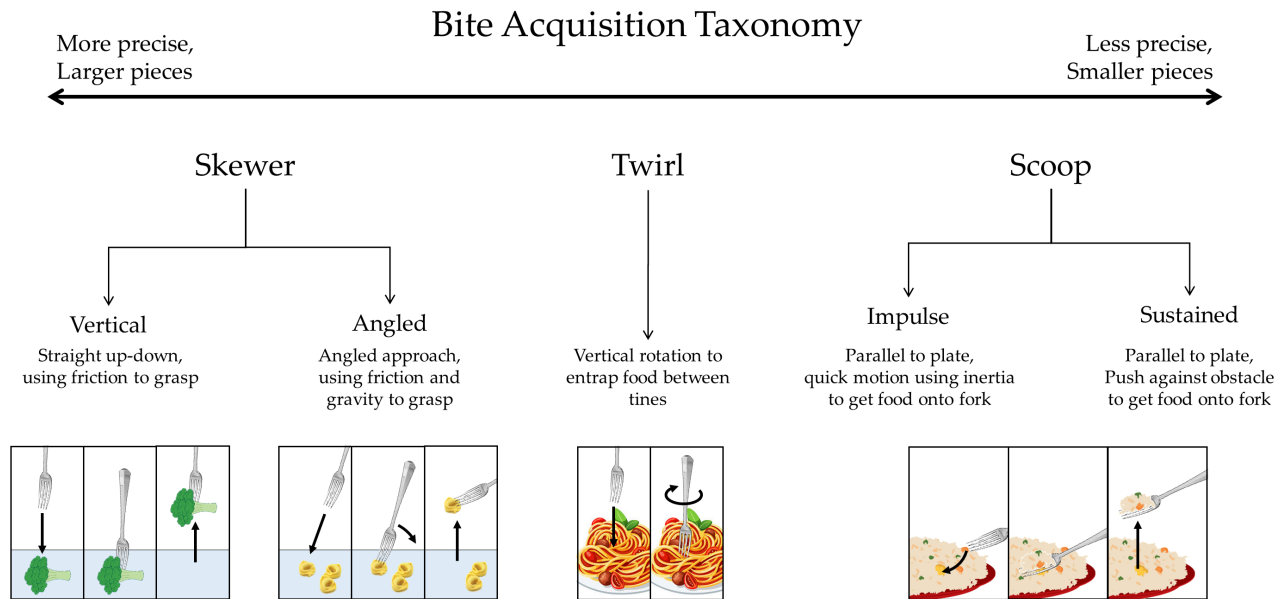 Bite Acquisition Taxonomy
More precise,
Larger pieces
Less precise,
Smaller pieces
Skewer
Twirl
Scoop
Vertical
Straight up-down,
using friction to grasp
Angled
Angled approach,
using friction and
gravity to grasp
Vertical rotation to
entrap food between
tines
Impulse
Parallel to plate,
quick motion using inertia
to get food onto fork
Sustained
Parallel to plate,
Push against obstacle
to get food onto fork